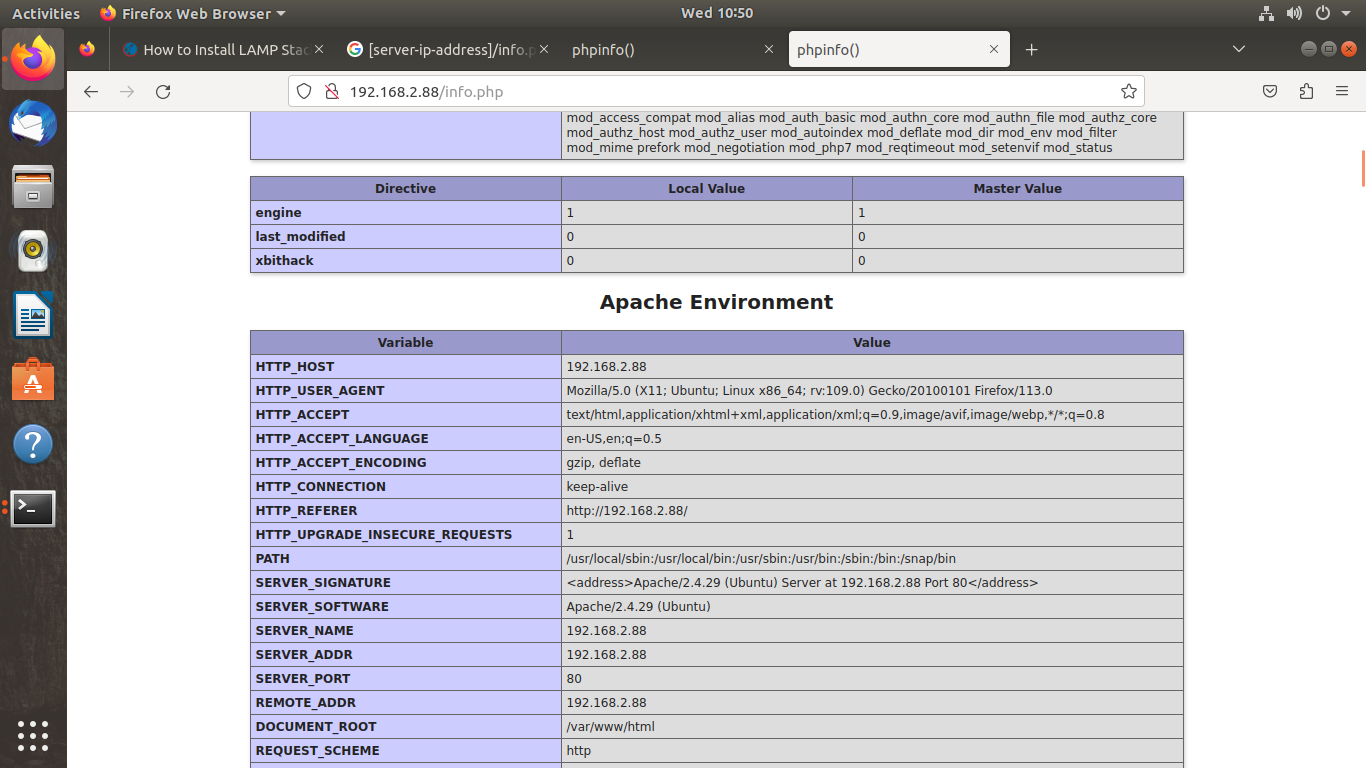 Activities
Firefox Web Browser
Wed 10:50
How to Install LAMP Stac
[server-ip-address]/info.p
phpinfo()
phpinfo()
192.168.2.88/info.php
mod_access_compat mod_alias mod_auth_basic mod_authn_core mod_authn_file mod_authz_core
mod_authz_host mod_authz_user mod_autoindex mod_deflate mod_dir mod_env mod_filter
mod_mime prefork mod_negotiation mod_php7 mod_reqtimeout mod_setenvif mod_status
Directive Local Value Master Value
engine 1 1
last_modified 0 0
xbithack 0 0
Apache Environment
Variable Value
HTTP_HOST 192.168.2.88
HTTP_USER_AGENT Mozilla/5.0 (X11; Ubuntu; Linux x86_64; rv:109.0) Gecko/20100101 Firefox/113.0
HTTP_ACCEPT text/html,application/xhtml+xml,application/xml;q=0.9,image/avif,image/webp,*/*;q=0.8
HTTP_ACCEPT_LANGUAGE en-US,en;q=0.5
HTTP_ACCEPT_ENCODING gzip, deflate
HTTP_CONNECTION keep-alive
HTTP_REFERER http://192.168.2.88/
HTTP_UPGRADE_INSECURE_REQUESTS 1
PATH /usr/local/sbin:/usr/local/bin:/usr/sbin:/usr/bin:/sbin:/bin:/snap/bin
SERVER_SIGNATURE <address>Apache/2.4.29 (Ubuntu) Server at 192.168.2.88 Port 80</address>
SERVER_SOFTWARE Apache/2.4.29 (Ubuntu)
SERVER_NAME 192.168.2.88
SERVER_ADDR 192.168.2.88
SERVER_PORT 80
REMOTE_ADDR 192.168.2.88
DOCUMENT_ROOT /var/www/html
REQUEST_SCHEME http